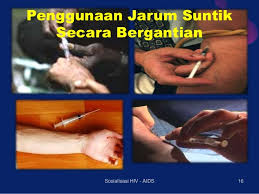 Penggunaan Jarum Suntik
Secara Bergantian
Sosialisasi HIV - AIDS
16